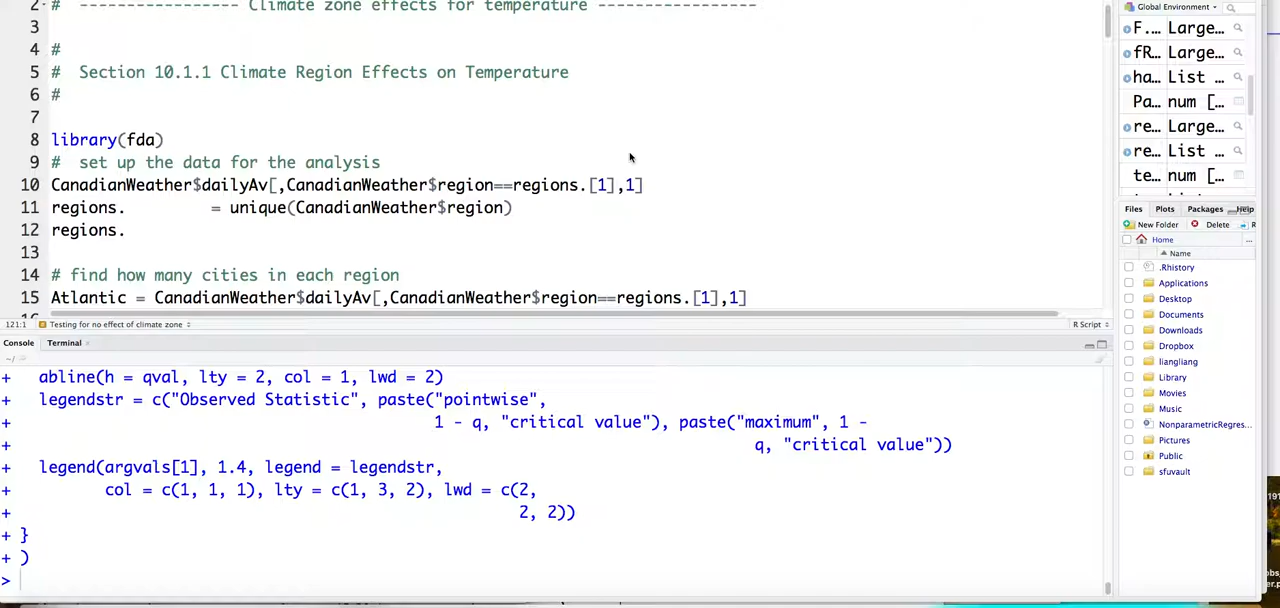 2 # ----------------- Climate zone effects for temperature -----------------
3
4 #
5 # Section 10.1.1 Climate Region Effects on Temperature
6 #
7
8 library(fda)
9 # set up the data for the analysis
10 CanadianWeather$dailyAv[,CanadianWeather$region==regions.[1],1]
11 regions. = unique(CanadianWeather$region)
12 regions.
13
14 # find how many cities in each region
15 Atlantic = CanadianWeather$dailyAv[,CanadianWeather$region==regions.[1],1]
121:1 Testing for no effect of climate zone R Script
Console Terminal ×
~/
+ abline(h = qval, lty = 2, col = 1, lwd = 2)
+ legendstr = c("Observed Statistic", paste("pointwise",
+ 1 - q, "critical value"), paste("maximum", 1 -
+ q, "critical value"))
+ legend(argvals[1], 1.4, legend = legendstr,
+ col = c(1, 1, 1), lty = c(1, 3, 2), lwd = c(2,
+ 2, 2))
+ }
+ )
>
Global Environment
F.… Large…
fR… Large…
ha… List …
Pa… num [… 
re… Large…
re… List …
te… num [… 
Files Plots Packages Help
New Folder Delete R
Home ...
Name
.Rhistory
Applications
Desktop
Documents
Downloads
Dropbox
liangliang
Library
Movies
Music
NonparametricRegres...
Pictures
Public
sfuvault